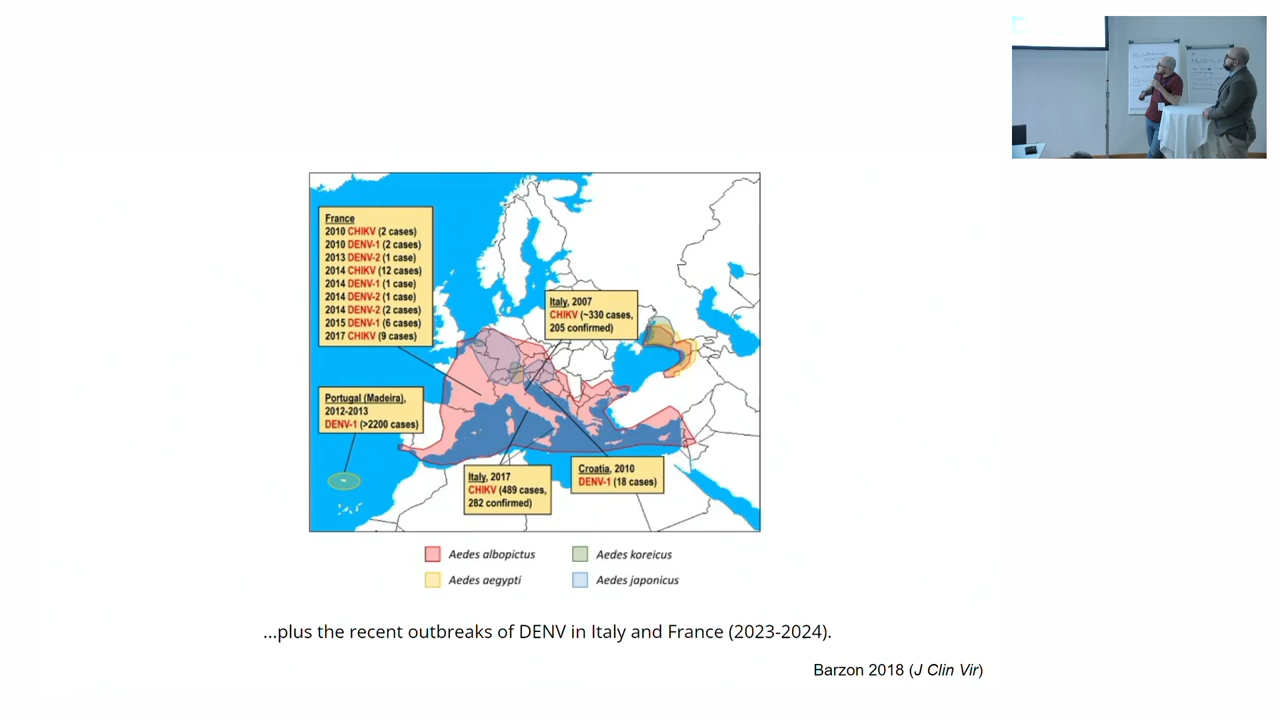 France
2010 CHIKV (2 cases)
2010 DENV-1 (2 cases)
2013 DENV-2 (1 case)
2014 CHIKV (12 cases)
2014 DENV-1 (1 case)
2014 DENV-2 (1 case)
2014 DENV-2 (2 cases)
2015 DENV-1 (6 cases)
2017 CHIKV (9 cases)
Italy, 2007
CHIKV (~330 cases,
205 confirmed)
Portugal (Madeira),
2012-2013
DENV-1 (>2200 cases)
Italy, 2017
CHIKV (489 cases,
282 confirmed)
Croatia, 2010
DENV-1 (18 cases)
Aedes albopictus
Aedes koreicus
Aedes aegypti
Aedes japonicus
...plus the recent outbreaks of DENV in Italy and France (2023-2024).
Barzon 2018 (J Clin Vir)